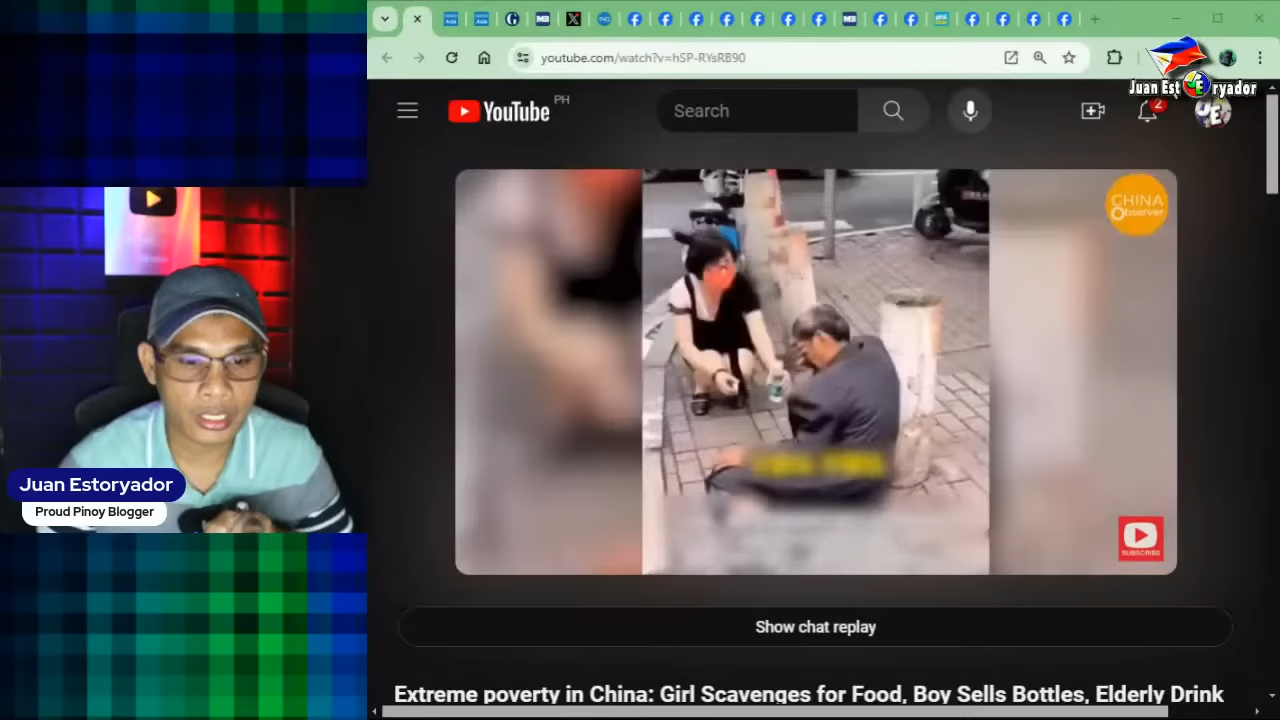 youtube.com/watch?v=hSP-RYsRB90
Juan Est ryador
YouTube
PH
Search
2
CHINA
Observer
Juan Estoryador
Proud Pinoy Blogger
SUBSCRIBE
Show chat replay
Extreme poverty in China: Girl Scavenges for Food, Boy Sells Bottles, Elderly Drink